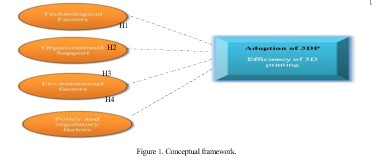 Technological
Factors
H1
Organizational
Support
H2
H3
Environmental
factors
H4
Policy and
regulatory
factors
Adoption of 3DP
Efficiency of 3D
printing
Figure 1. Conceptual framework.